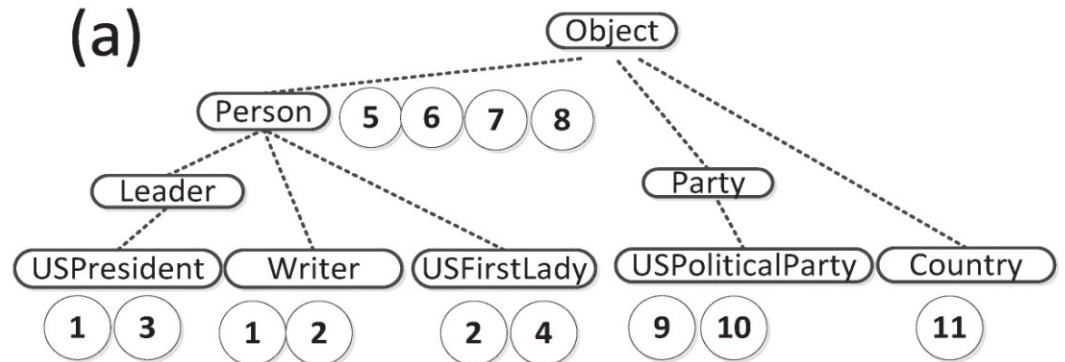 (a)
Object
Person 5 6 7 8
Leader Party
USPresident Writer USFirstLady USPoliticalParty Country
1 3 1 2 2 4 9 10 11